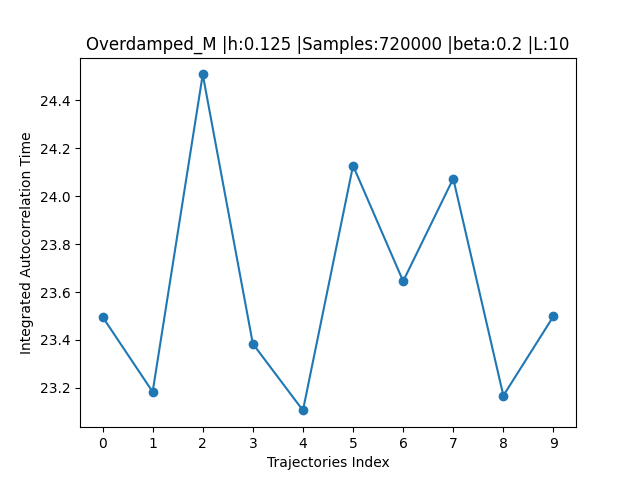 Overdamped_M |h:0.125 |Samples:720000 |beta:0.2 |L:10
Integrated Autocorrelation Time
24.4
24.2
24.0
23.8
23.6
23.4
23.2
0 1 2 3 4 5 6 7 8 9
Trajectories Index